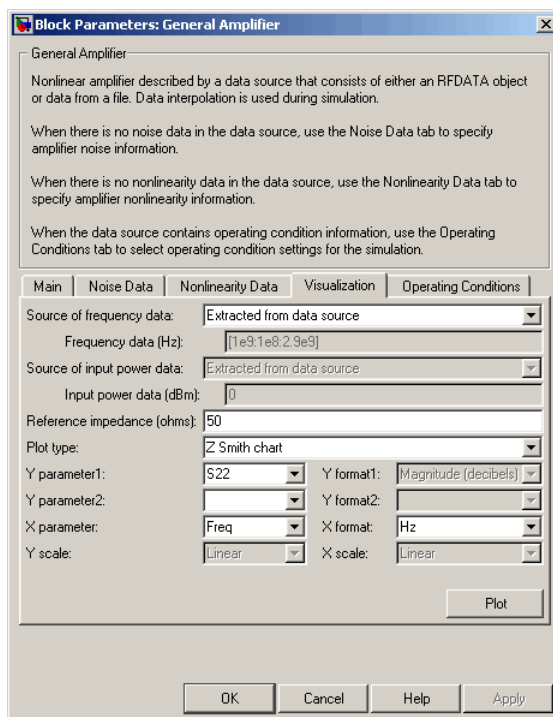 Block Parameters: General Amplifier
General Amplifier
Nonlinear amplifier described by a data source that consists of either an RFDATA object
or data from a file. Data interpolation is used during simulation.
When there is no noise data in the data source, use the Noise Data tab to specify
amplifier noise information.
When there is no nonlinearity data in the data source, use the Nonlinearity Data tab to
specify amplifier nonlinearity information.
When the data source contains operating condition information, use the Operating
Conditions tab to select operating condition settings for the simulation.
Main Noise Data Nonlinearity Data Visualization Operating Conditions
Source of frequency data: Extracted from data source
Frequency data (Hz): [1e9:1e8:2.9e9]
Source of input power data: Extracted from data source
Input power data (dBm): 0
Reference impedance (ohms): 50
Plot type: Z Smith chart
Y parameter1: S22 Y format1: Magnitude (decibels)
Y parameter2: Y format2:
X parameter: Freq X format: Hz
Y scale: Linear X scale: Linear
Plot
OK Cancel Help Apply